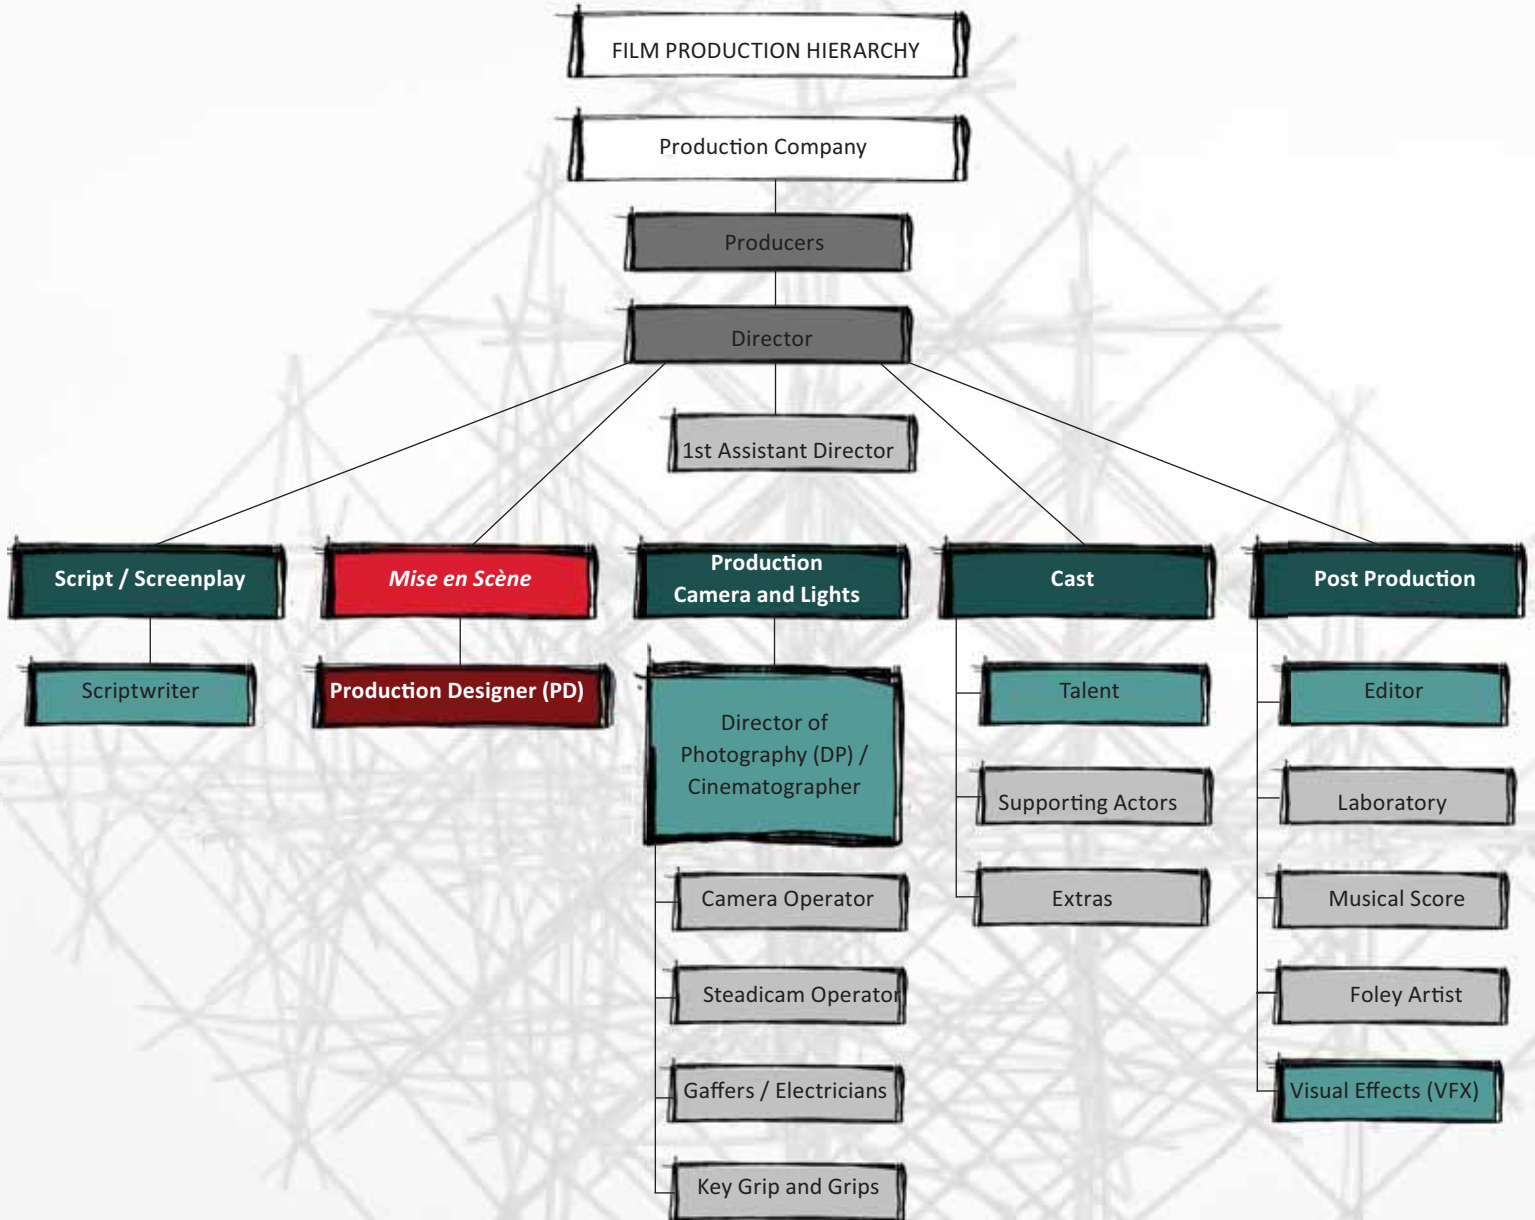 FILM PRODUCTION HIERARCHY
Production Company
Producers
Director
1st Assistant Director
Script / Screenplay
Scriptwriter
Mise en Scène
Production Designer (PD)
Production
Camera and Lights
Director of
Photography (DP) /
Cinematographer
Camera Operator
Steadicam Operator
Gaffers / Electricians
Key Grip and Grips
Cast
Talent
Supporting Actors
Extras
Post Production
Editor
Laboratory
Musical Score
Foley Artist
Visual Effects (VFX)